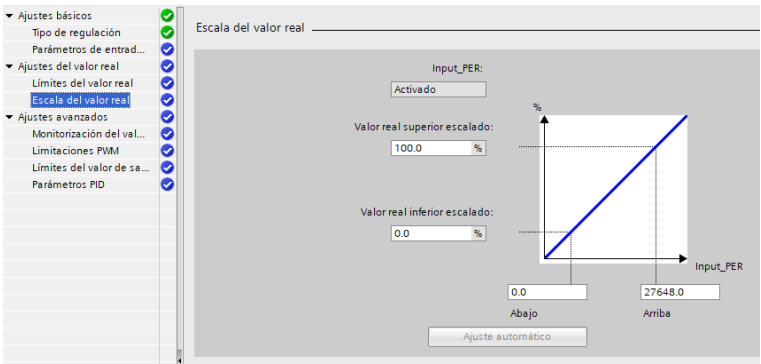 Ajustes básicos
Tipo de regulación
Parámetros de entrad...
Ajustes del valor real
Límites del valor real
Escala del valor real
Ajustes avanzados
Monitorización del val...
Limitaciones PWM
Límites del valor de sa...
Parámetros PID
Escala del valor real
Input_PER:
Activado
%
Valor real superior escalado:
100.0 %
Valor real inferior escalado:
0.0 %
Input_PER
0.0 27648.0
Abajo Arriba
Ajuste automático